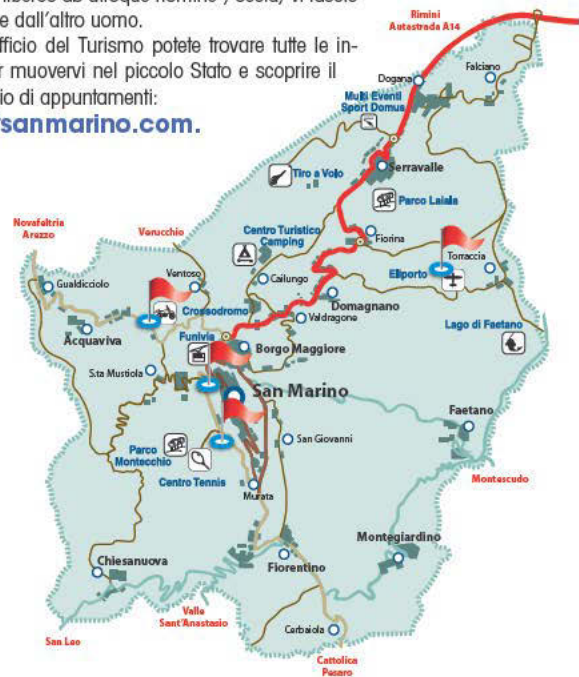 e dall'altro uomo.
fficio del Turismo potete trovare tutte le in-
r muovervi nel piccolo Stato e scoprire il
io di appuntamenti:
sanmarino.com.
Rimini
Autostrada A14
Dogana
Falciano
Multi Eventi
Sport Domus
Serravalle
Tiro a Volo
Parco Laiala
Novafeltria
Arezzo
Verucchio
Centro Turistico
Camping
Fiorina
Torraccia
Eliporto
Gualdicciolo
Ventoso
Cailungo
Domagnano
Crossodromo
Valdragone
Lago di Faetano
Acquaviva
Funivia
Borgo Maggiore
S.ta Mustiola
San Marino
Faetano
San Giovanni
Parco
Montecchio
Centro Tennis
Montescudo
Murata
Montegiardino
Chiesanuova
Fiorentino
Valle
Sant'Anastasio
San Leo
Cerbaiola
Cattolica
Pesaro